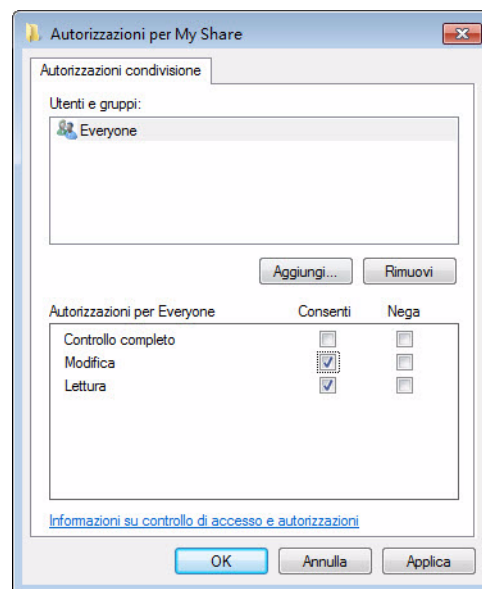 Autorizzazioni per My Share
Autorizzazioni condivisione
Utenti e gruppi:
Everyone
Aggiungi... Rimuovi
Autorizzazioni per Everyone Consenti Nega
Controllo completo
Modifica
Lettura
Informazioni su controllo di accesso e autorizzazioni
OK Annulla Applica